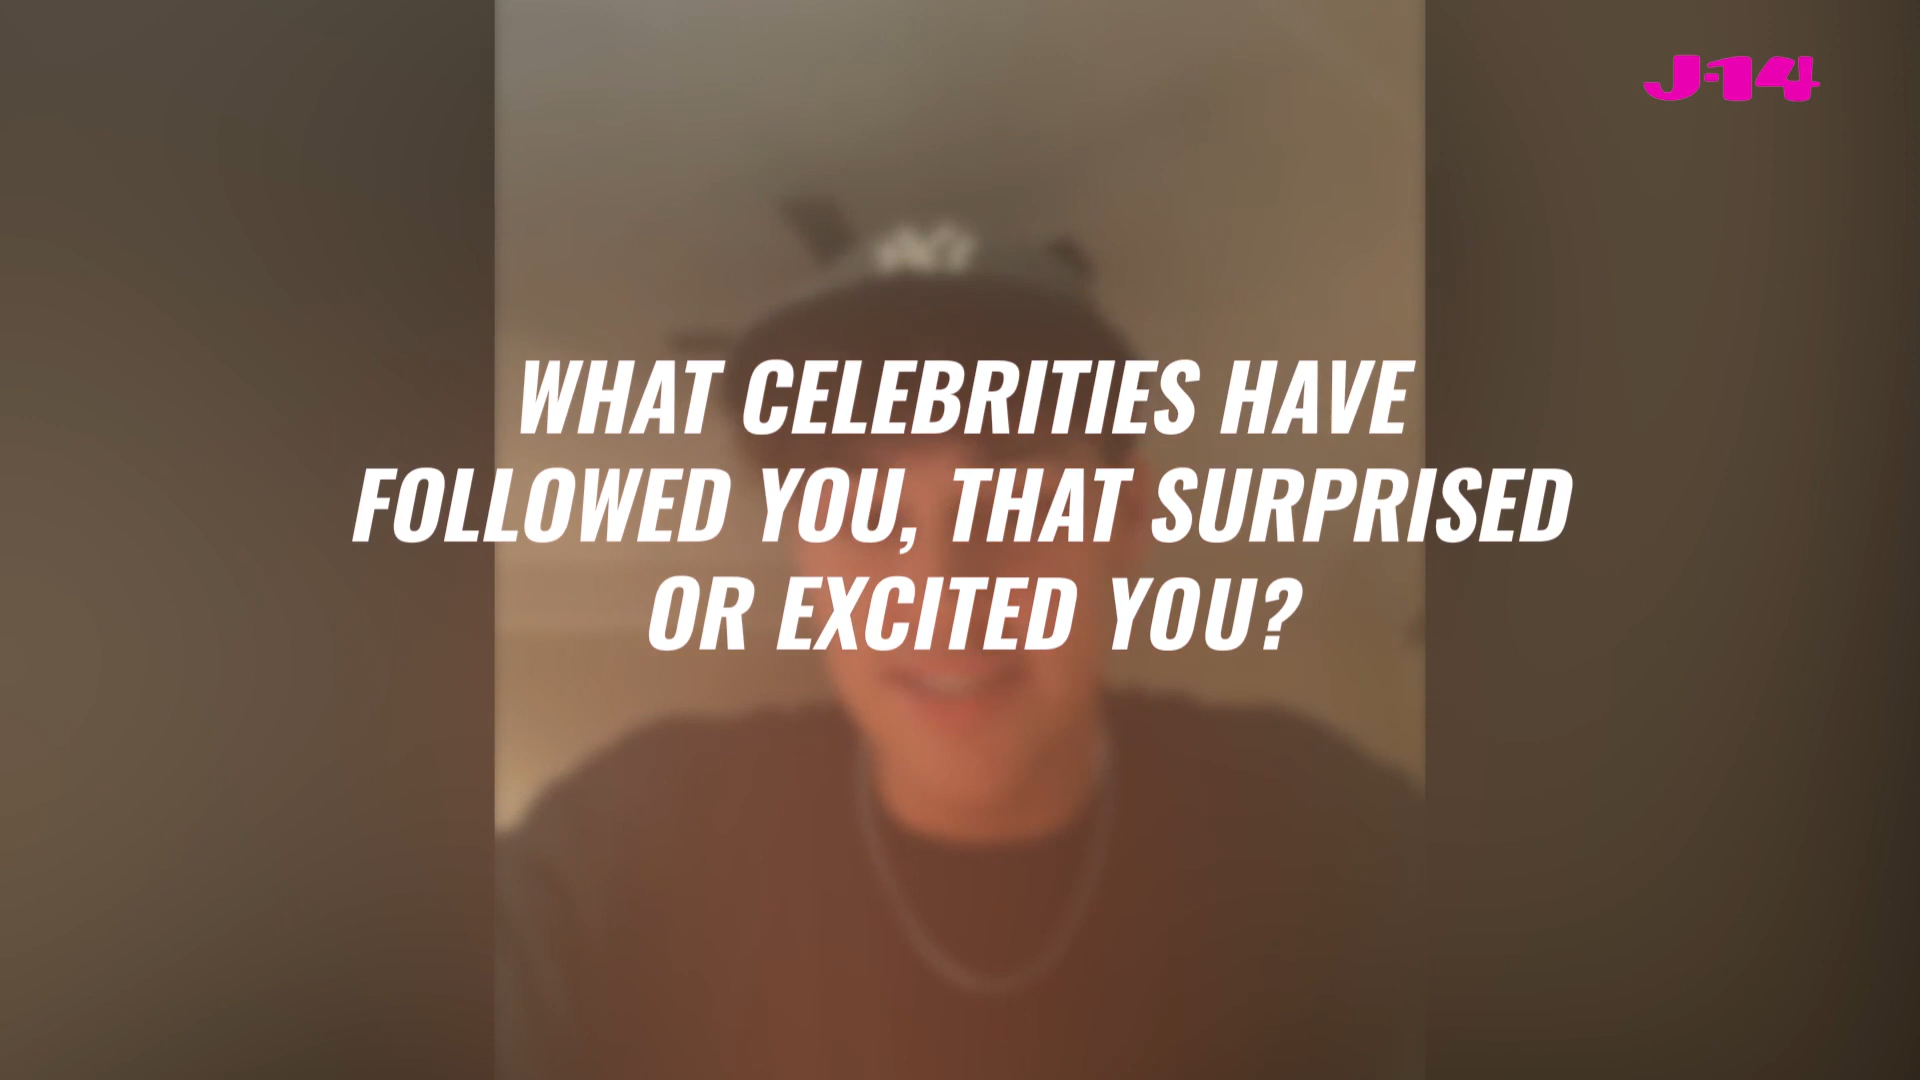 J-14
WHAT CELEBRITIES HAVE
FOLLOWED YOU, THAT SURPRISED
OR EXCITED YOU?